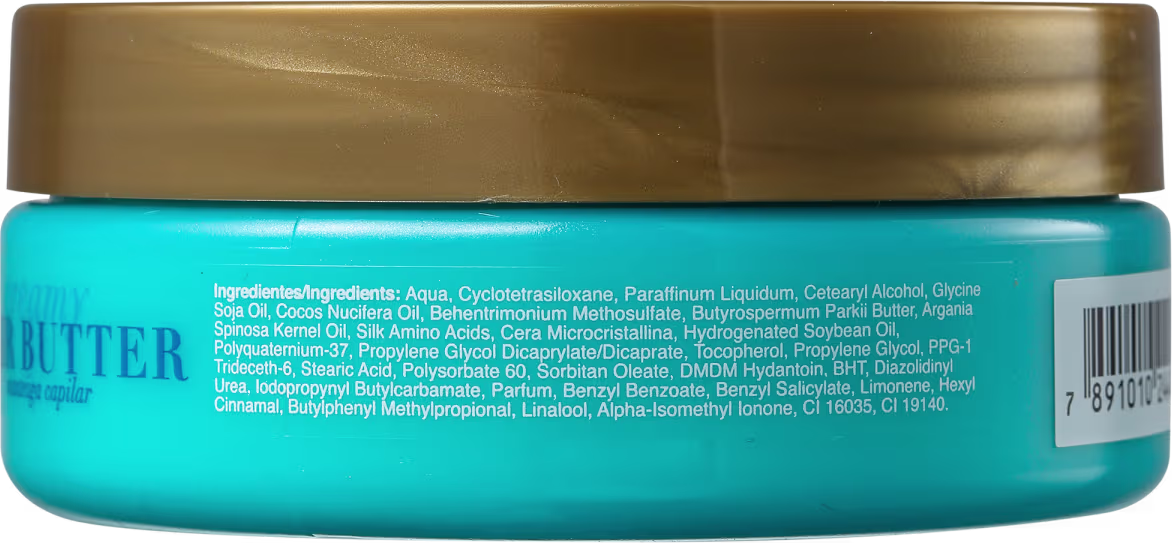 BUTTER
manteiga capilar
Ingredientes/Ingredients: Aqua, Cyclotetrasiloxane, Paraffinum Liquidum, Cetearyl Alcohol, Glycine
Soja Oil, Cocos Nucifera Oil, Behentrimonium Methosulfate, Butyrospermum Parkii Butter, Argania
Spinosa Kernel Oil, Silk Amino Acids, Cera Microcristallina, Hydrogenated Soybean Oil,
Polyquaternium-37, Propylene Glycol Dicaprylate/Dicaprate, Tocopherol, Propylene Glycol, PPG-1
Trideceth-6, Stearic Acid, Polysorbate 60, Sorbitan Oleate, DMDM Hydantoin, BHT, Diazolidinyl
Urea, Iodopropynyl Butylcarbamate, Parfum, Benzyl Benzoate, Benzyl Salicylate, Limonene, Hexyl
Cinnamal, Butylphenyl Methylpropional, Linalool, Alpha-Isomethyl Ionone, CI 16035, CI 19140.
7 891010